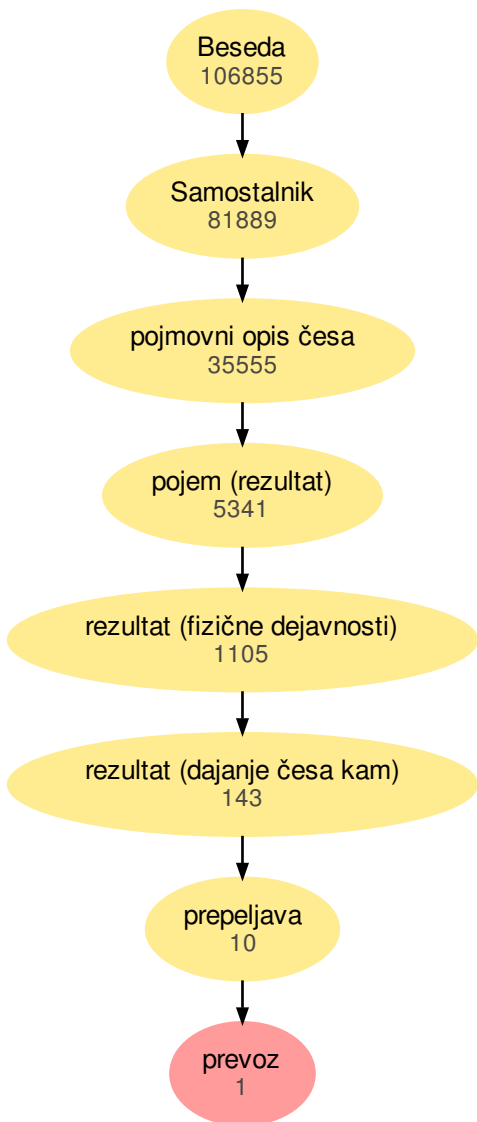 Beseda
106855
Samostalnik
81889
pojmovni opis česa
35555
pojem (rezultat)
5341
rezultat (fizične dejavnosti)
1105
rezultat (dajanje česa kam)
143
prepeljava
10
prevoz
1